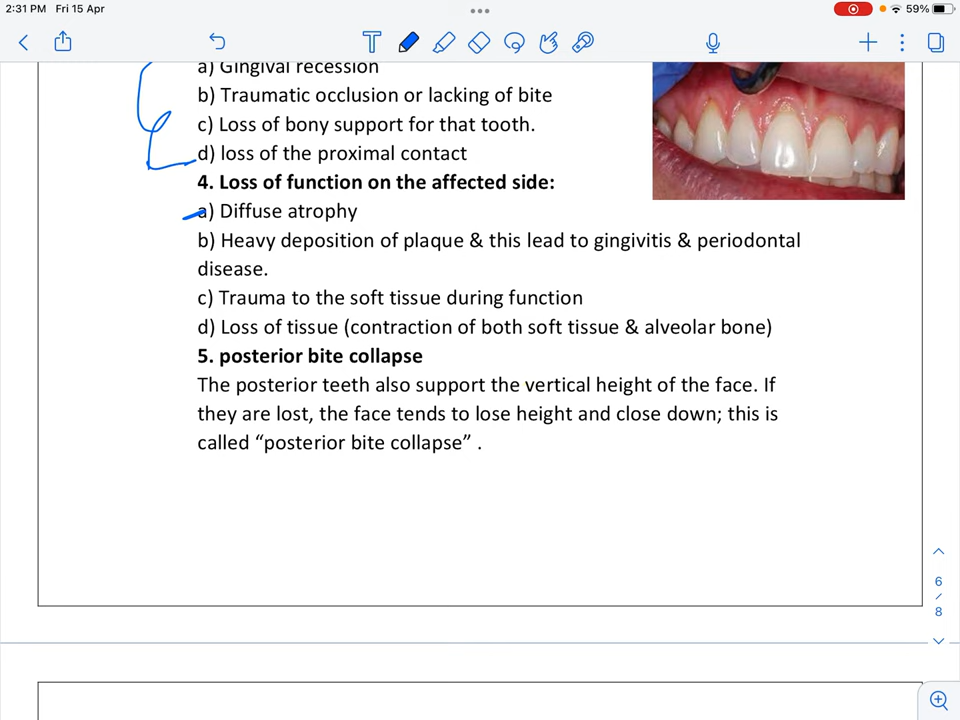 2:31 PM Fri 15 Apr
59%
a) Gingival recession
b) Traumatic occlusion or lacking of bite
c) Loss of bony support for that tooth.
d) loss of the proximal contact
4. Loss of function on the affected side:
a) Diffuse atrophy
b) Heavy deposition of plaque & this lead to gingivitis & periodontal
disease.
c) Trauma to the soft tissue during function
d) Loss of tissue (contraction of both soft tissue & alveolar bone)
5. posterior bite collapse
The posterior teeth also support the vertical height of the face. If
they are lost, the face tends to lose height and close down; this is
called “posterior bite collapse” .
6
/
8